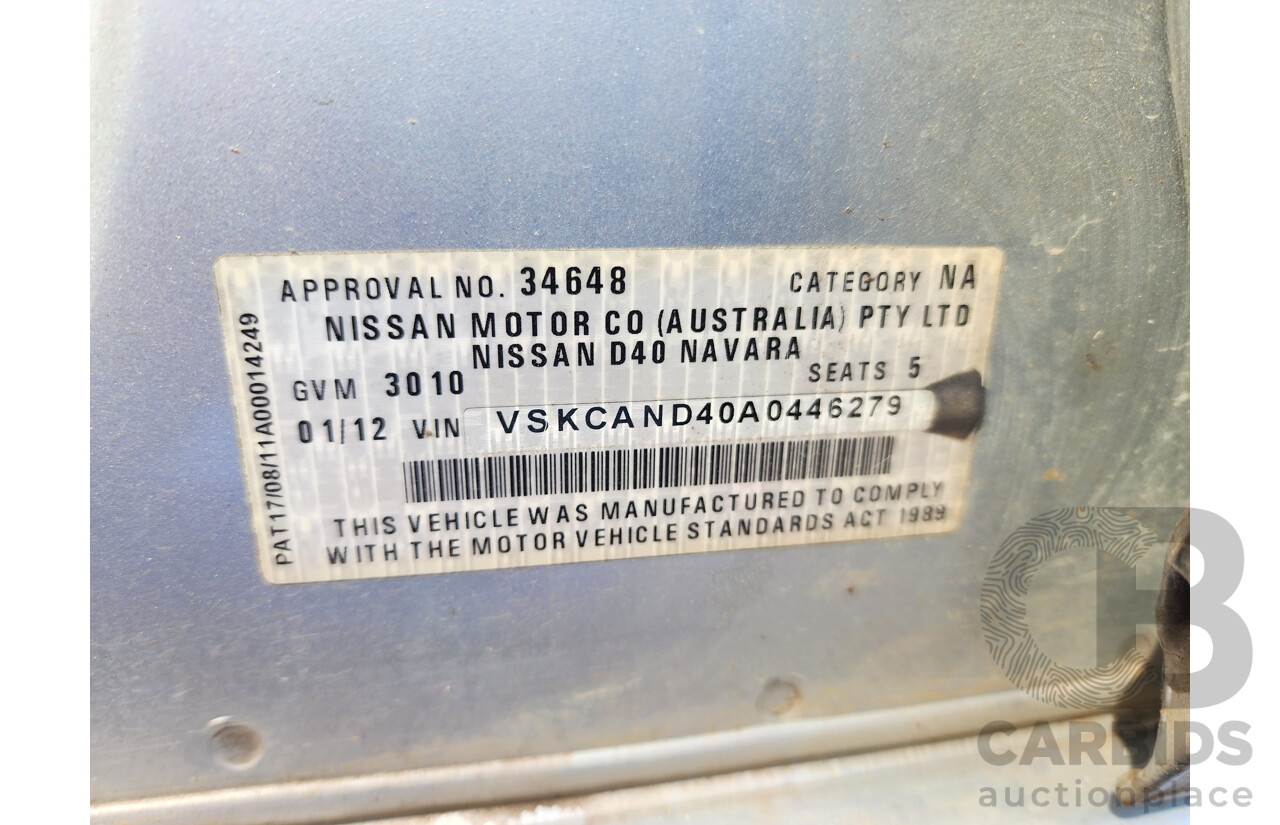 APPROVAL NO. 34648 CATEGORY NA
NISSAN MOTOR CO (AUSTRALIA) PTY LTD
NISSAN D40 NAVARA
GVM 3010 SEATS 5
01/12 VIN VSKCAND40A0446279
THIS VEHICLE WAS MANUFACTURED TO COMPLY
WITH THE MOTOR VEHICLE STANDARDS ACT 1989
PAT17/08/11A00014249
CB
CARBIDS
auctionplace